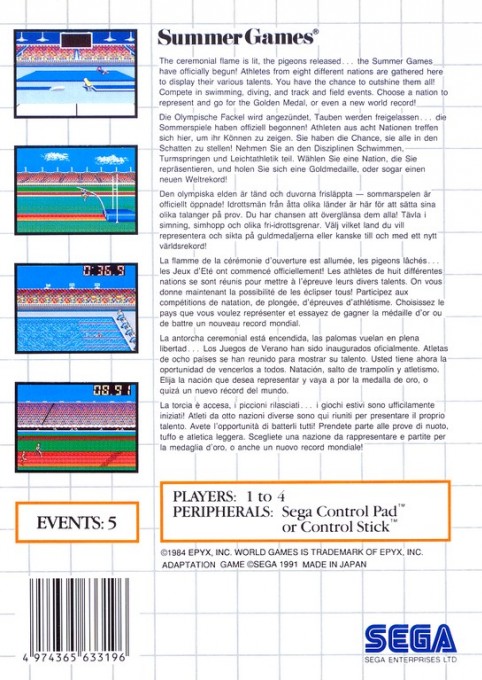 Summer Games®
The ceremonial flame is lit, the pigeons released... the Summer Games
have officially begun! Athletes from eight different nations are gathered here
to display their various talents. You have the chance to outshine them all!
Compete in swimming, diving, and track and field events. Choose a nation to
represent and go for the Golden Medal, or even a new world record!
Die Olympische Fackel wird angezündet, Tauben werden freigelassen... die
Sommerspiele haben offiziell begonnen! Athleten aus acht Nationen treffen
sich hier, um ihr Können zu zeigen. Sie haben die Chance, sie alle in den
Schatten zu stellen! Nehmen Sie an den Disziplinen Schwimmen,
Turmspringen und Leichtathletik teil. Wählen Sie eine Nation, die Sie
repräsentieren, und holen Sie sich eine Goldmedaille, oder sogar einen
neuen Weltrekord!
Den olympiska elden är tänd och duvorna frisläppta — sommarspelen är
officiellt öppnade! Idrottsmän från åtta olika länder är här för att sätta sina
olika talanger på prov. Du har chansen att överglänsa dem alla! Tävla i
simning, simhopp och olika fri-idrottsgrenar. Välj vilket land du vill
representera och sikta på guldmedaljerna eller kanske till och med ett nytt
världsrekord!
La flamme de la cérémonie d'ouverture est allumée, les pigeons lâchés...
les Jeux d'Eté ont commencé officiellement! Les athlètes de huit différentes
nations se sont réunis pour mettre à l'épreuve leurs divers talents. On vous
donne maintenant la possibilité de les éclipser tous! Participez aux
compétitions de natation, de plongée, d'épreuves d'athlétisme. Choisissez le
pays que vous voulez représenter et essayez de gagner la médaille d'or ou
de battre un nouveau record mondial.
La antorcha ceremonial está encendida, las palomas vuelan en plena
libertad... Los Juegos de Verano han sido inaugurados oficialmente. Atletas
de ocho países se han reunido para mostrar su talento. Usted tiene ahora la
oportunidad de vencerlos a todos. Natación, salto de trampolín y atletismo.
Elija la nación que desea representar y vaya a por la medalla de oro, o
quizá un nuevo récord del mundo.
La torcia è accesa, i piccioni rilasciati... i giochi estivi sono ufficialmente
iniziati! Atleti da otto nazioni diverse sono qui riuniti per presentare il proprio
talento. Avete l'opportunità di batterli tutti! Prendete parte alle prove di nuoto,
tuffo e atletica leggera. Scegliete una nazione da rappresentare e partite per
la medaglia d'oro, o anche un nuovo record mondiale!
0:36.9
08.91
EVENTS: 5
PLAYERS: 1 to 4
PERIPHERALS: Sega Control Pad™
or Control Stick™
©1984 EPYX, INC. WORLD GAMES IS TRADEMARK OF EPYX, INC.
ADAPTATION GAME ©SEGA 1991 MADE IN JAPAN
4 974365 633196
SEGA
SEGA ENTERPRISES LTD